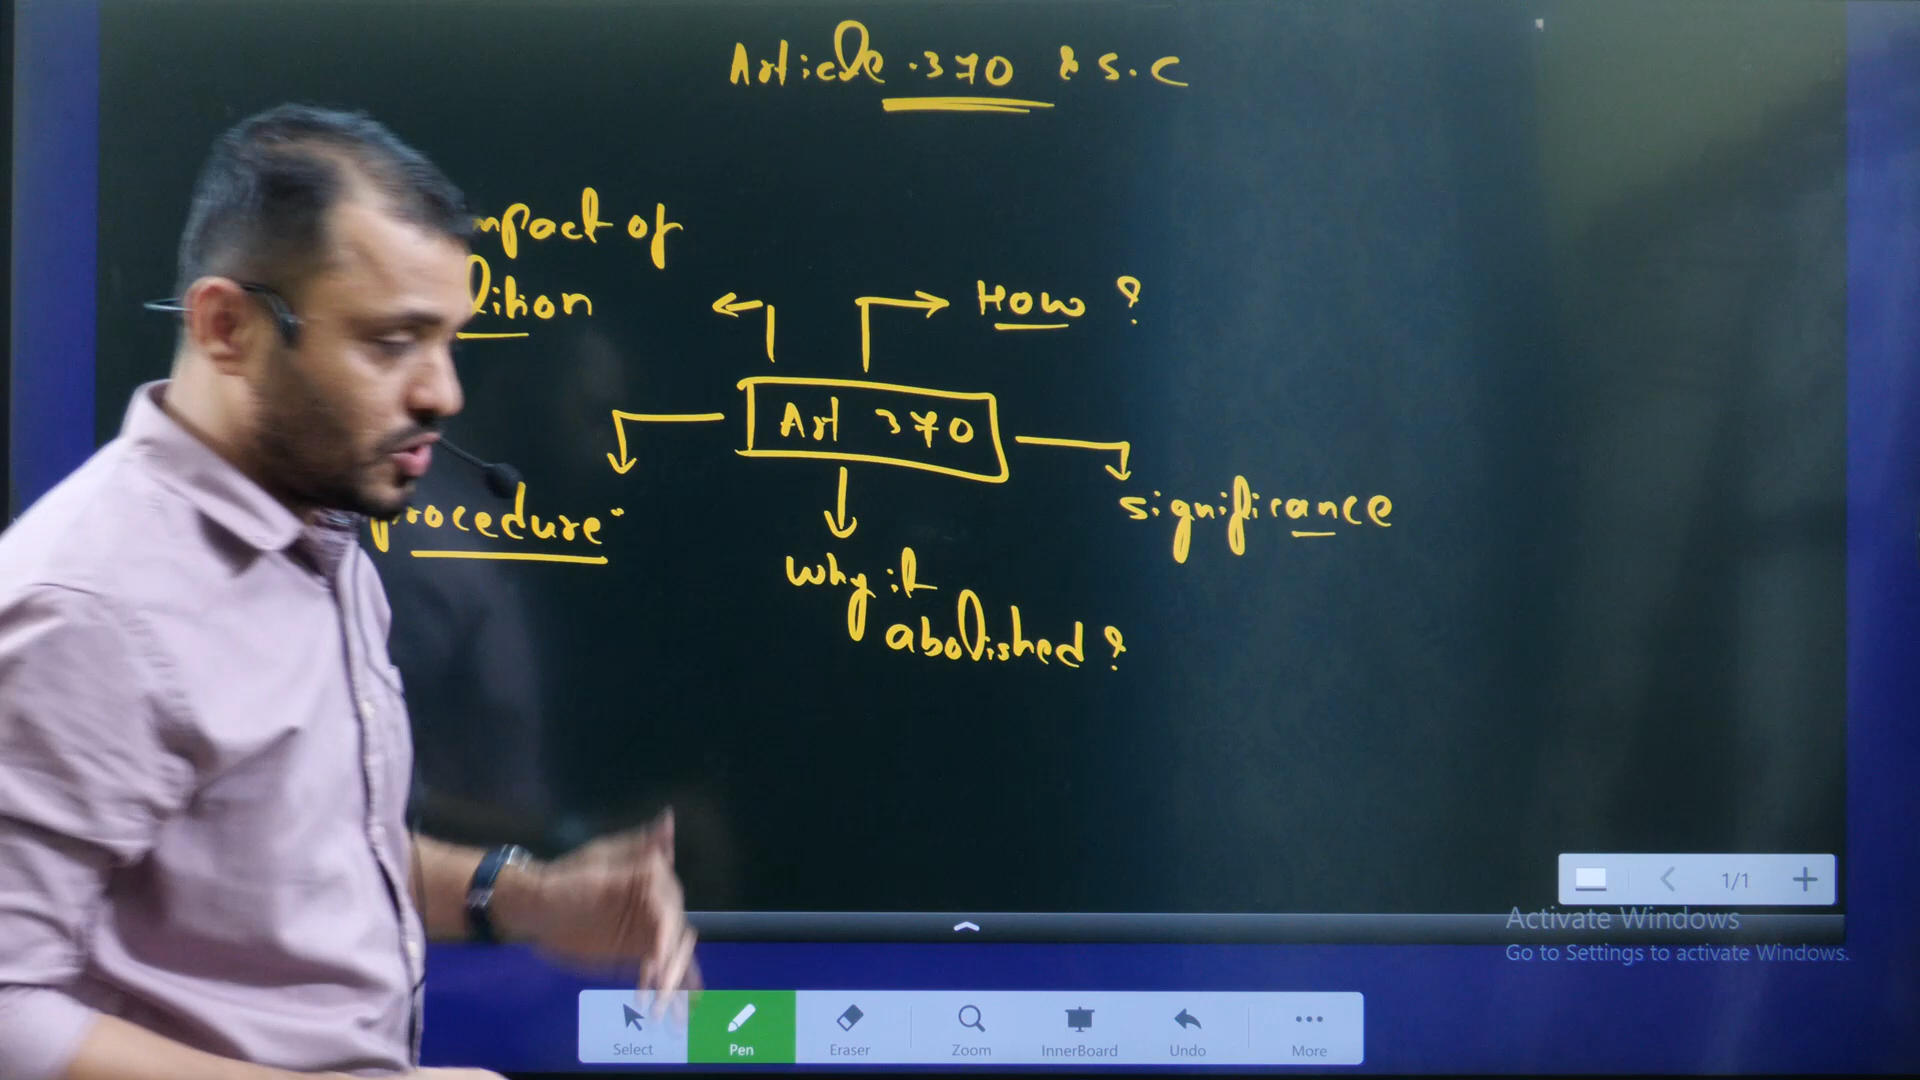 Article .370 & S.C
mpact of
lition
How ?
Art 370
rocedure"
significance
why it
abolished ?
1/1
Activate Windows
Go to Settings to activate Windows.
Select
Pen
Eraser
Zoom
InnerBoard
Undo
More